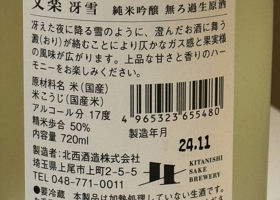 文楽 冴雪 純米吟醸 無ろ過生原酒
冴えた夜に降る雪のように、澄んだお酒に舞う
澱(おり)が絡むことにより仄かなガス感と果実様
の風味が広がります。上品な甘さと香りのハーモ
ニーをお楽しみください。
原材料名 米(国産)
米こうじ(国産米)
アルコール分 17度
精米歩合 50%
内容量 720ml
4 965323 655480
製造年月
24.11
製造者:北西酒造株式会社
埼玉県上尾市上町2-5-5
TEL 048-771-0011
KITANISHI
SAKE
BREWERY
要冷蔵 本品は加熱処理していない生酒です。